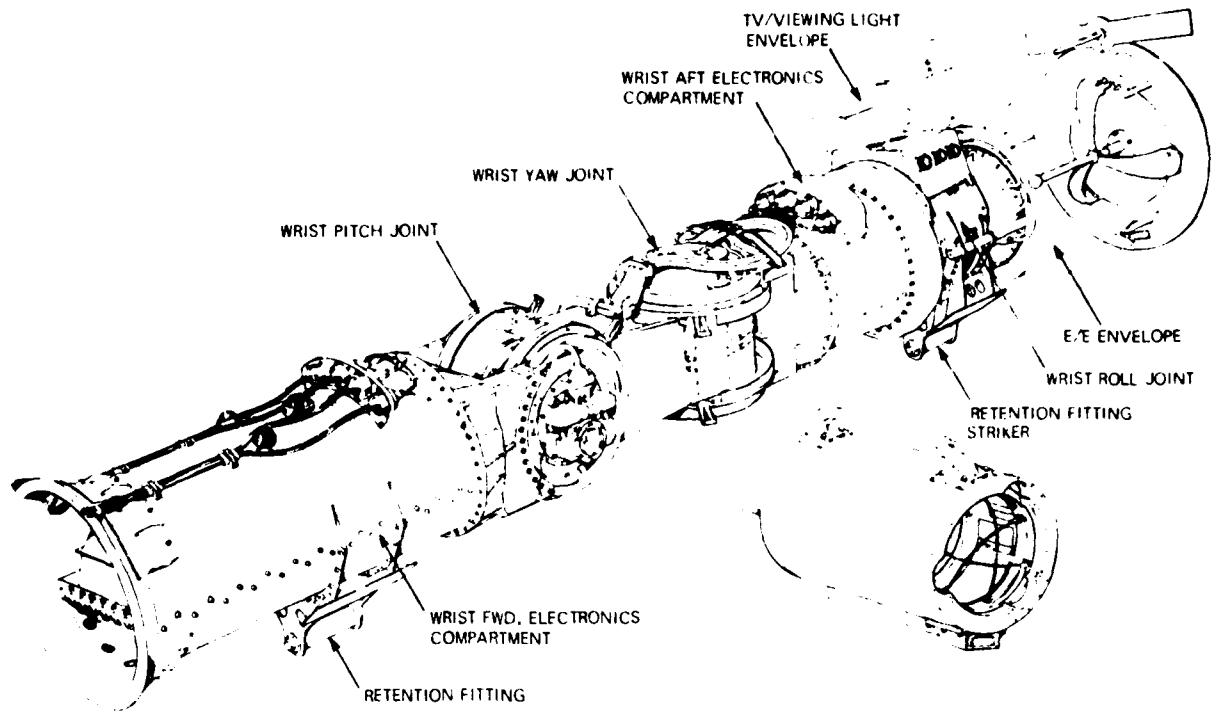 TV/VIEWING LIGHT
ENVELOPE
WRIST AFT ELECTRONICS
COMPARTMENT
WRIST YAW JOINT
WRIST PITCH JOINT
E/E ENVELOPE
WRIST ROLL JOINT
RETENTION FITTING
STRIKER
WRIST FWD. ELECTRONICS
COMPARTMENT
RETENTION FITTING